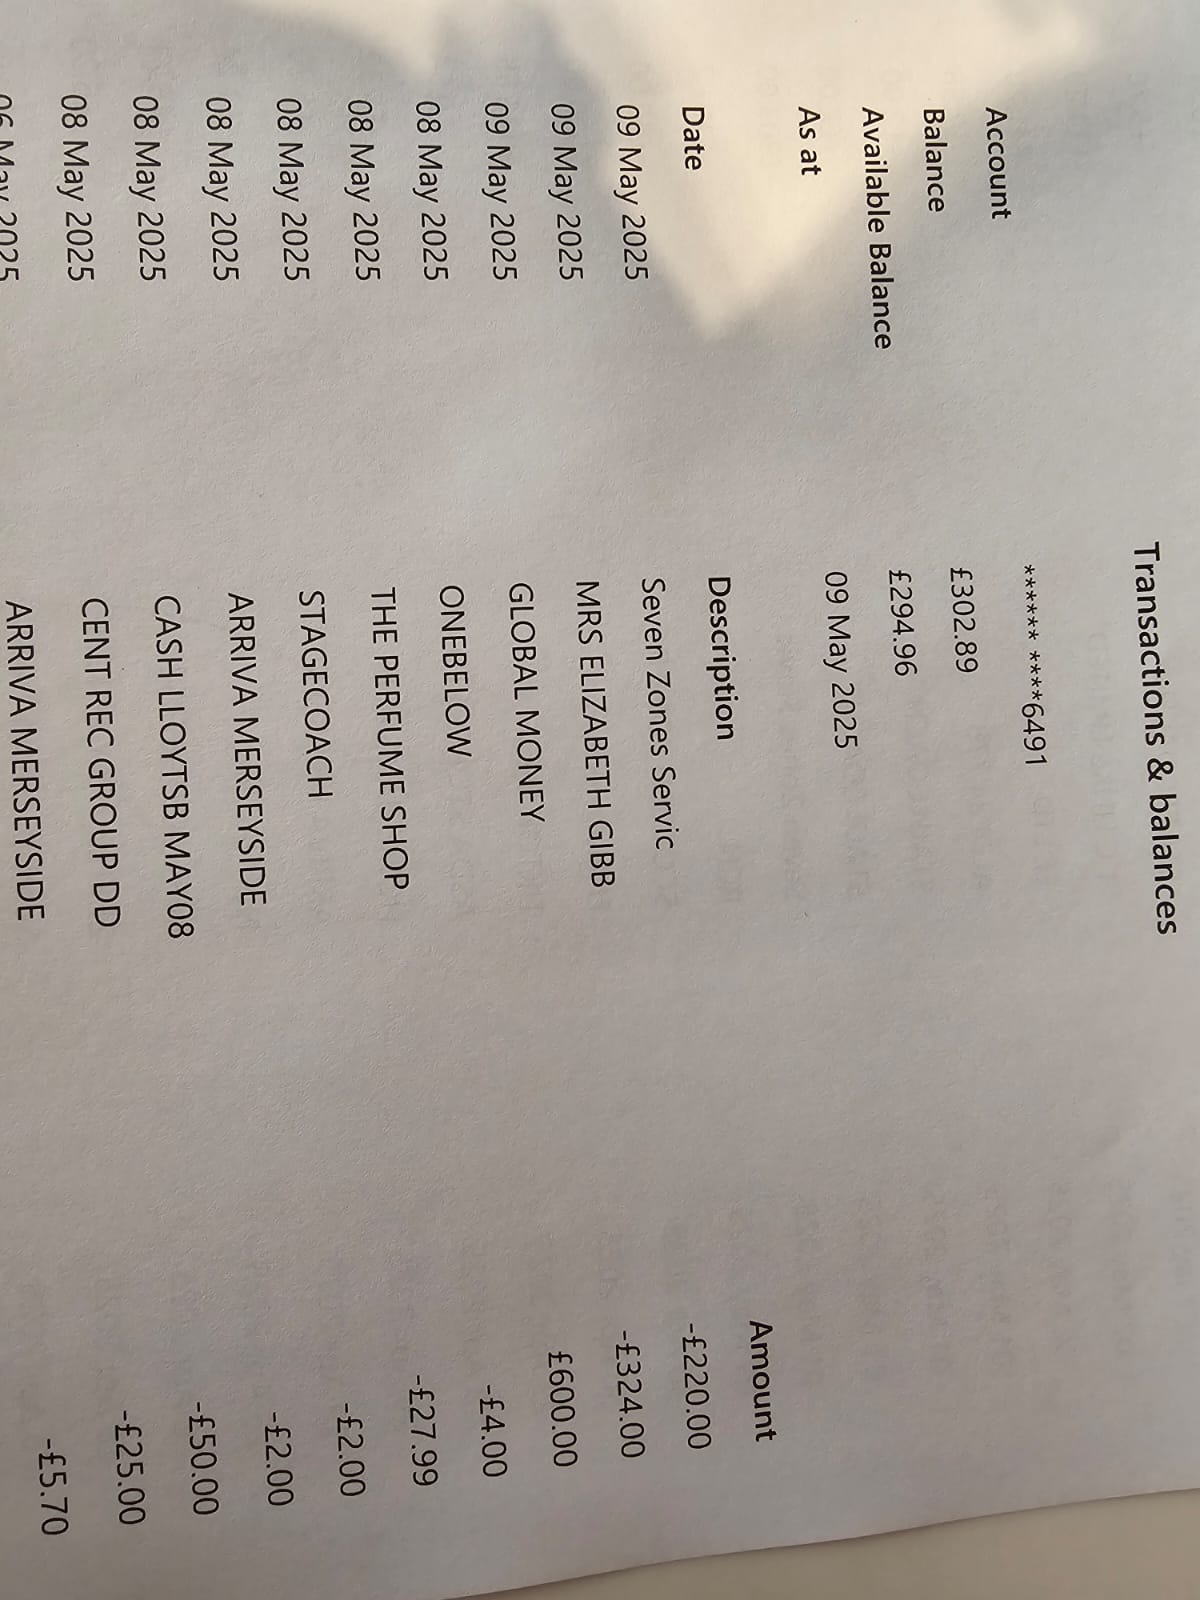 Transactions & balances
Account ****** ****6491
Balance £302.89
Available Balance £294.96
As at 09 May 2025
Date Description Amount
09 May 2025 Seven Zones Servic -£220.00
09 May 2025 MRS ELIZABETH GIBB -£324.00
09 May 2025 GLOBAL MONEY £600.00
08 May 2025 ONEBELOW -£4.00
08 May 2025 THE PERFUME SHOP -£27.99
08 May 2025 STAGECOACH -£2.00
08 May 2025 ARRIVA MERSEYSIDE -£2.00
08 May 2025 CASH LLOYTSB MAY08 -£50.00
08 May 2025 CENT REC GROUP DD -£25.00
06 May 2025 ARRIVA MERSEYSIDE -£5.70